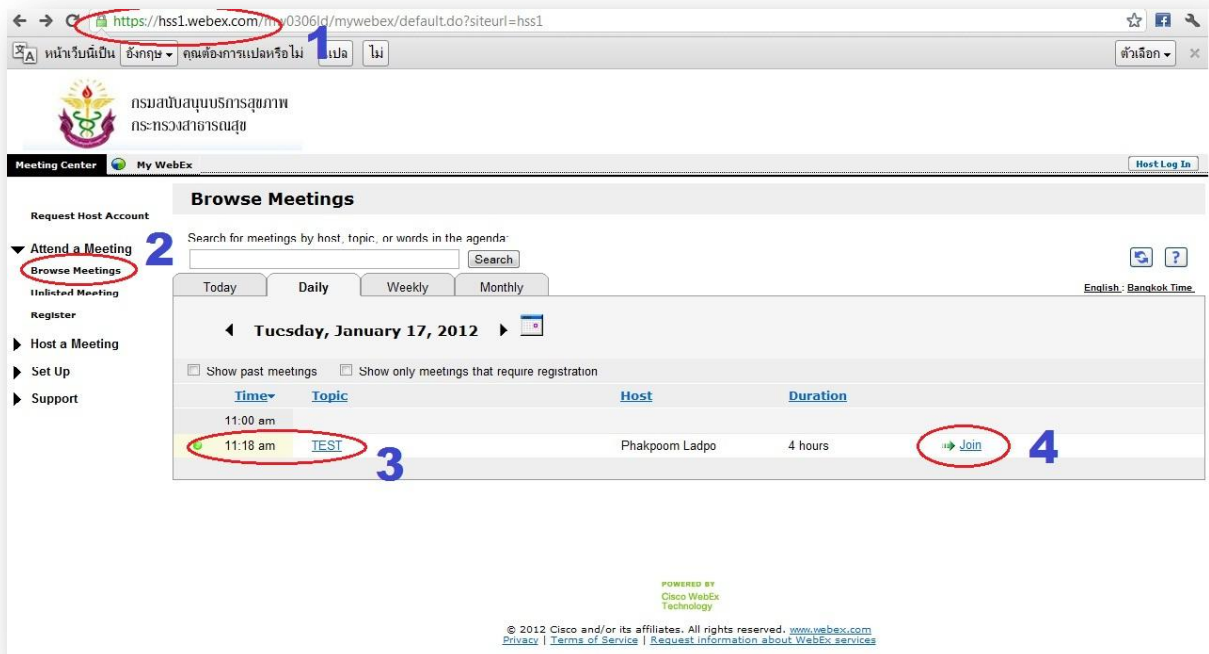 https://hss1.webex.com/mw0306ld/mywebex/default.do?siteurl=hss1
1
หน้าเว็บนี้เป็น อังกฤษ คุณต้องการแปลหรือไม่ แปล ไม่ ตัวเลือก
กรมสนับสนุนบริการสุขภาพ
กระทรวงสาธารณสุข
Meeting Center My WebEx Host Log In
Browse Meetings
Request Host Account
2
Attend a Meeting
Browse Meetings
Unlisted Meeting
Register
Host a Meeting
Set Up
Support
Search for meetings by host, topic, or words in the agenda:
Search
Today Daily Weekly Monthly
English : Bangkok Time
Tuesday, January 17, 2012
Show past meetings Show only meetings that require registration
Time Topic Host Duration
11:00 am
11:18 am TEST Phakpoom Ladpo 4 hours Join
3
4
POWERED BY
Cisco WebEx
Technology
© 2012 Cisco and/or its affiliates. All rights reserved. www.webex.com
Privacy | Terms of Service | Request information about WebEx services